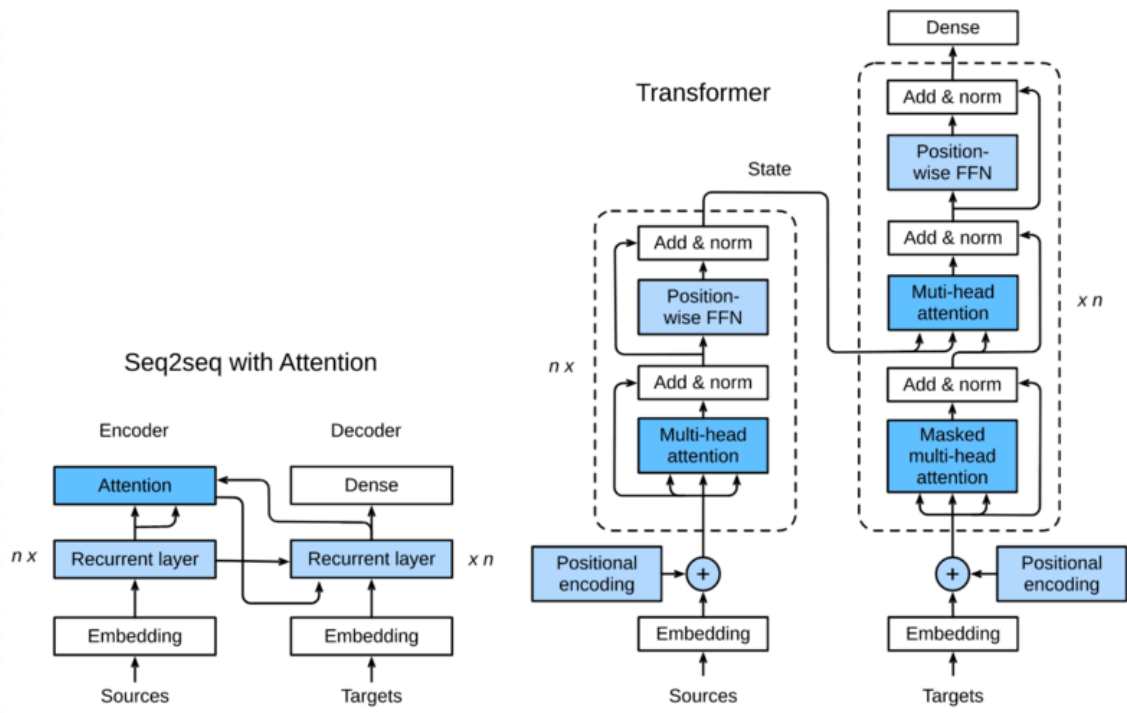 Seq2seq with Attention
Encoder
Decoder
Attention
Dense
n x
Recurrent layer
Recurrent layer
x n
Embedding
Embedding
Sources
Targets
Transformer
State
n x
Add & norm
Position-
wise FFN
Add & norm
Multi-head
attention
Positional
encoding
+
Embedding
Sources
Dense
Add & norm
Position-
wise FFN
Add & norm
Muti-head
attention
x n
Add & norm
Masked
multi-head
attention
+
Positional
encoding
Embedding
Targets